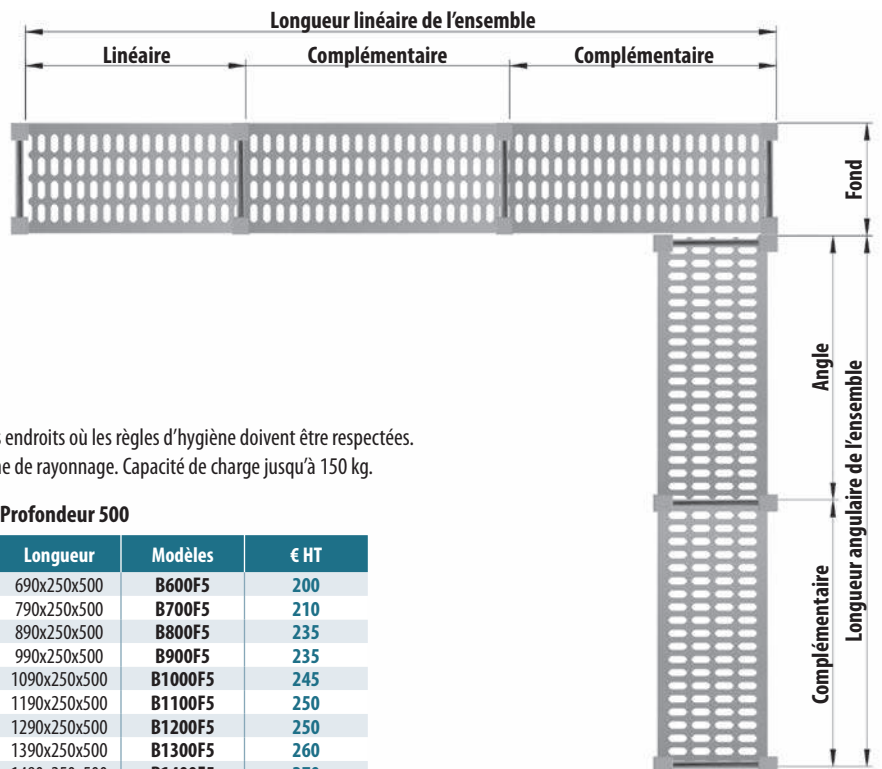 Longueur linéaire de l’ensemble
Linéaire Complémentaire Complémentaire
Fond
Angle
Longueur angulaire de l’ensemble
Complémentaire
endroits où les règles d’hygiène doivent être respectées.
de rayonnage. Capacité de charge jusqu’à 150 kg.
Profondeur 500
Longueur Modèles € HT
690x250x500 B600F5 200
790x250x500 B700F5 210
890x250x500 B800F5 235
990x250x500 B900F5 235
1090x250x500 B1000F5 245
1190x250x500 B1100F5 250
1290x250x500 B1200F5 250
1390x250x500 B1300F5 260